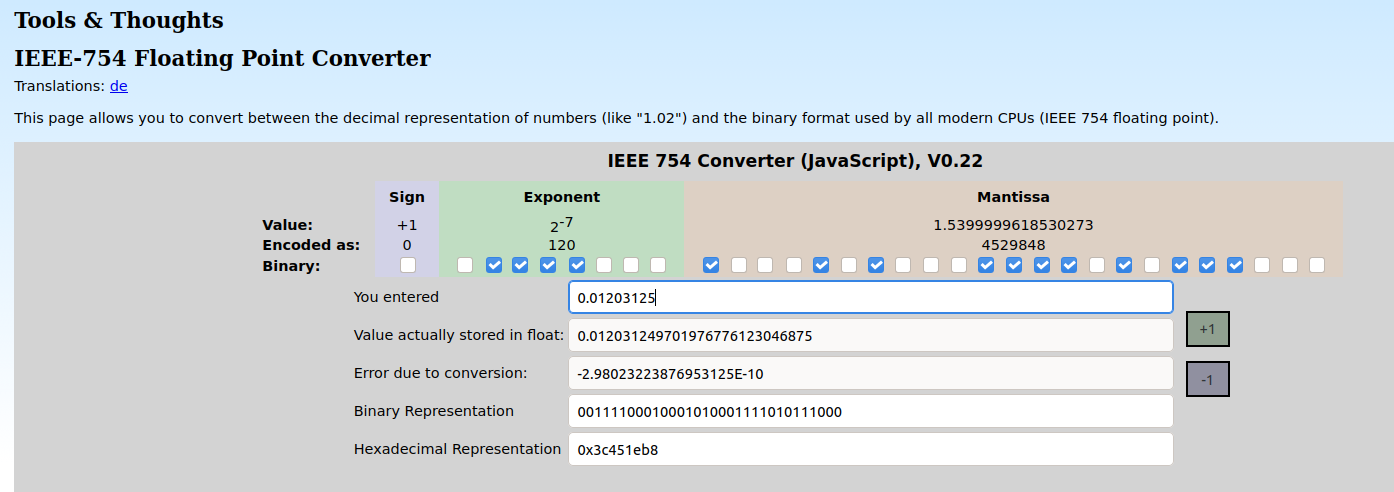 Tools & Thoughts
IEEE-754 Floating Point Converter
Translations: de
This page allows you to convert between the decimal representation of numbers (like "1.02") and the binary format used by all modern CPUs (IEEE 754 floating point).
IEEE 754 Converter (JavaScript), V0.22
Sign Exponent Mantissa
Value: +1 2-7 1.5399999618530273
Encoded as: 0 120 4529848
Binary:
You entered 0.01203125
Value actually stored in float: 0.012031249701976776123046875
+1
Error due to conversion: -2.98023223876953125E-10
-1
Binary Representation 00111100010001010001111010111000
Hexadecimal Representation 0x3c451eb8